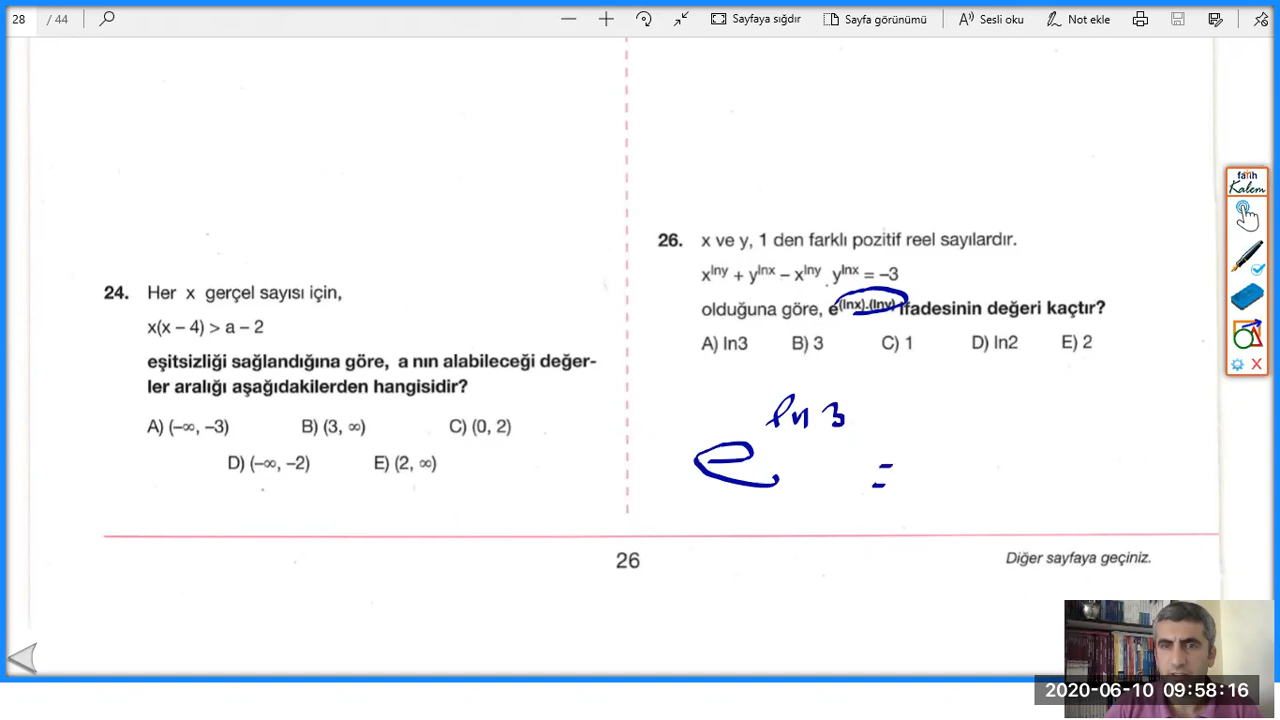 28 / 44
Sayfaya sığdır
Sayfa görünümü
Sesli oku
Not ekle
24. Her x gerçel sayısı için,
x(x – 4) > a – 2
eşitsizliği sağlandığına göre, a nın alabileceği değer-
ler aralığı aşağıdakilerden hangisidir?
A) (–∞, –3) B) (3, ∞) C) (0, 2)
D) (–∞, –2) E) (2, ∞)
26. x ve y, 1 den farklı pozitif reel sayılardır.
x^lny + y^lnx – x^lny . y^lnx = –3
olduğuna göre, e^(lnx).(lny) ifadesinin değeri kaçtır?
A) ln3 B) 3 C) 1 D) ln2 E) 2
e^ln 3 =
26
Diğer sayfaya geçiniz.
fatih
Kalem
2020-06-10 09:58:16